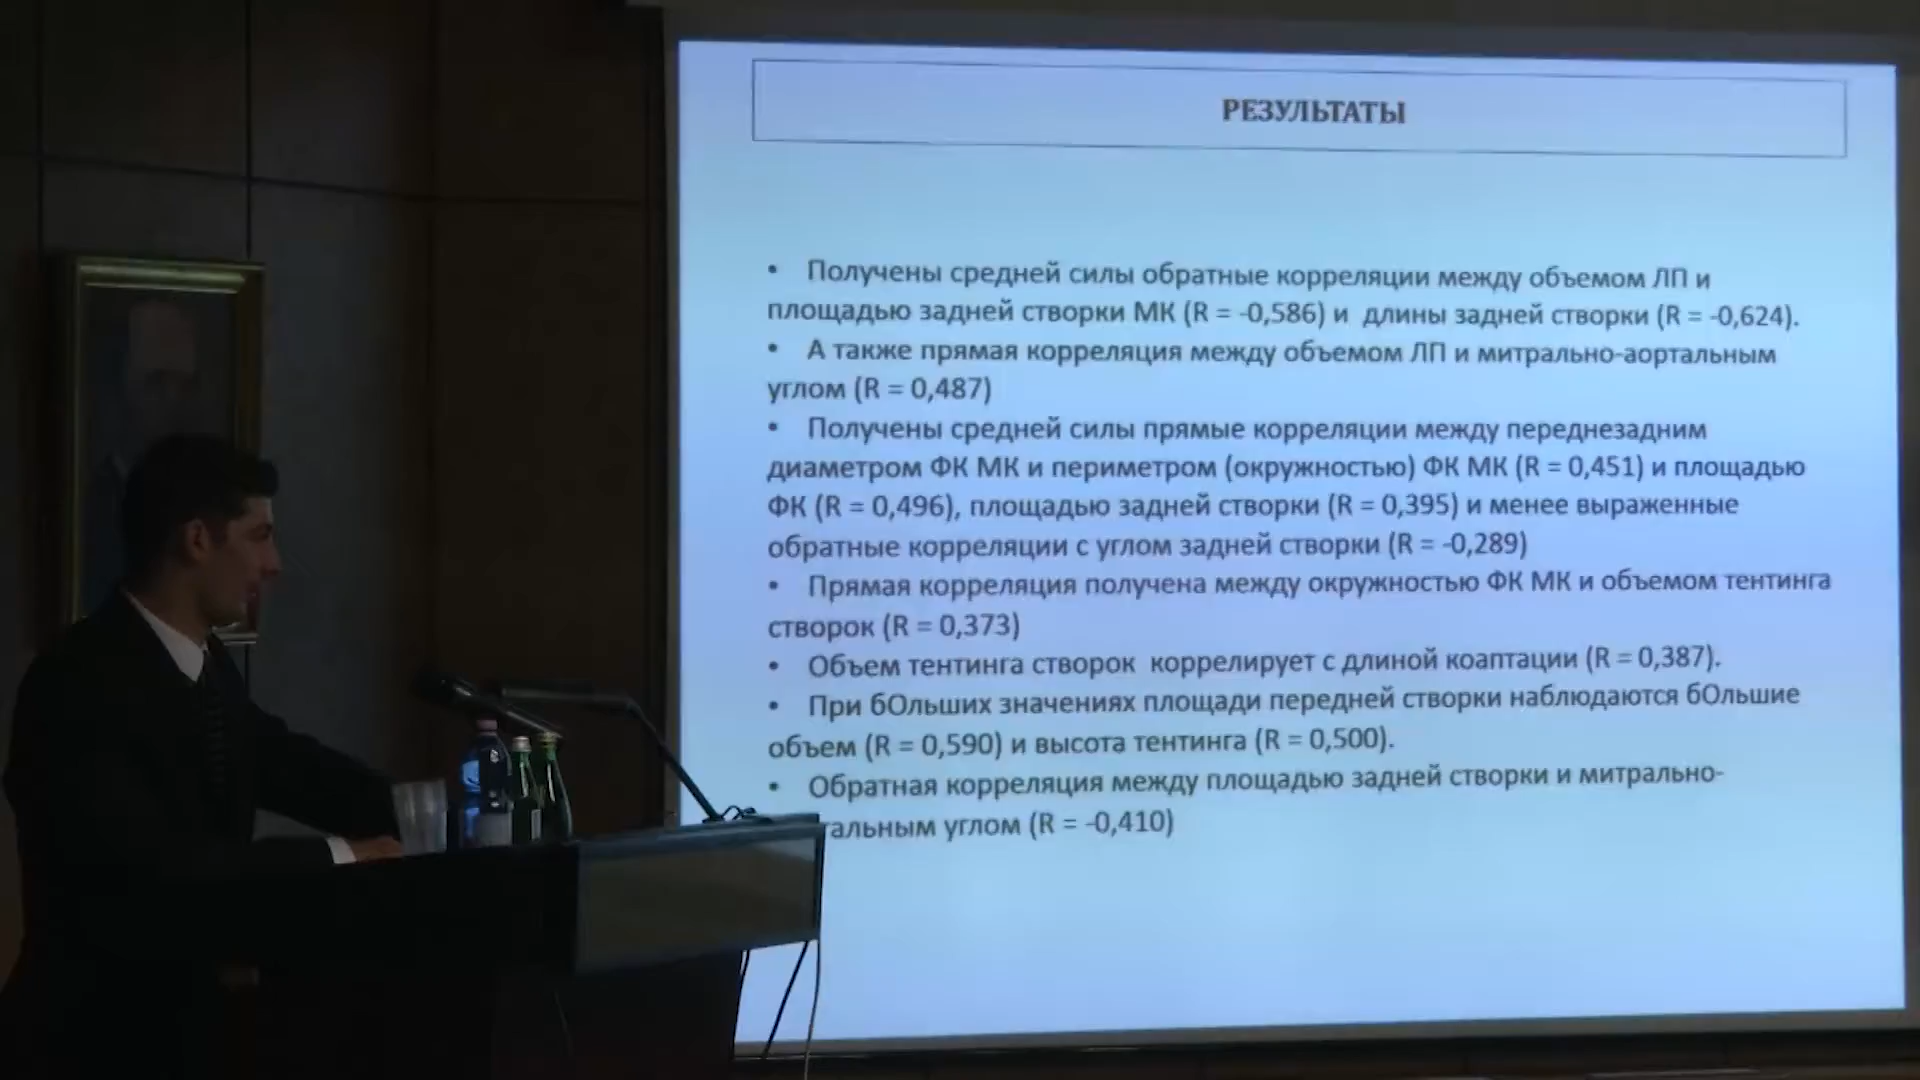 РЕЗУЛЬТАТЫ
• Получены средней силы обратные корреляции между объемом ЛП и
площадью задней створки МК (R = -0,586) и длины задней створки (R = -0,624).
• А также прямая корреляция между объемом ЛП и митрально-аортальным
углом (R = 0,487)
• Получены средней силы прямые корреляции между переднезадним
диаметром ФК МК и периметром (окружностью) ФК МК (R = 0,451) и площадью
ФК (R = 0,496), площадью задней створки (R = 0,395) и менее выраженные
обратные корреляции с углом задней створки (R = -0,289)
• Прямая корреляция получена между окружностью ФК МК и объемом тентинга
створок (R = 0,373)
• Объем тентинга створок коррелирует с длиной коаптации (R = 0,387).
• При бОльших значениях площади передней створки наблюдаются бОльшие
объем (R = 0,590) и высота тентинга (R = 0,500).
• Обратная корреляция между площадью задней створки и митрально-
тальным углом (R = -0,410)